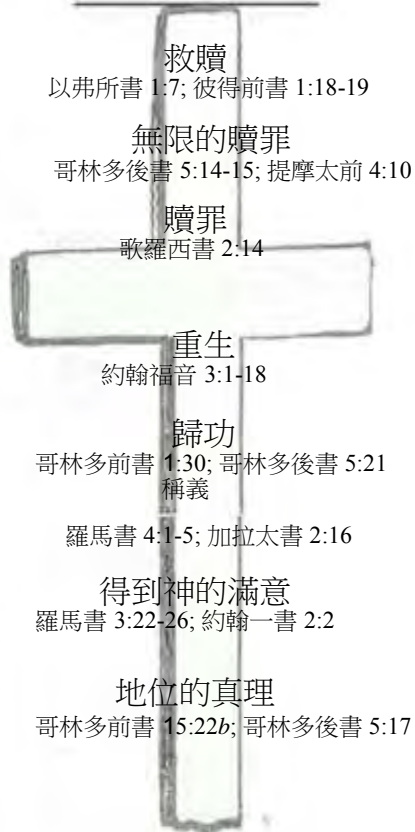 救贖
以弗所書 1:7; 彼得前書 1:18-19
無限的贖罪
哥林多後書 5:14-15; 提摩太前 4:10
贖罪
歌羅西書 2:14
重生
約翰福音 3:1-18
歸功
哥林多前書 1:30; 哥林多後書 5:21
稱義
羅馬書 4:1-5; 加拉太書 2:16
得到神的滿意
羅馬書 3:22-26; 約翰一書 2:2
地位的真理
哥林多前書 15:22b; 哥林多後書 5:17